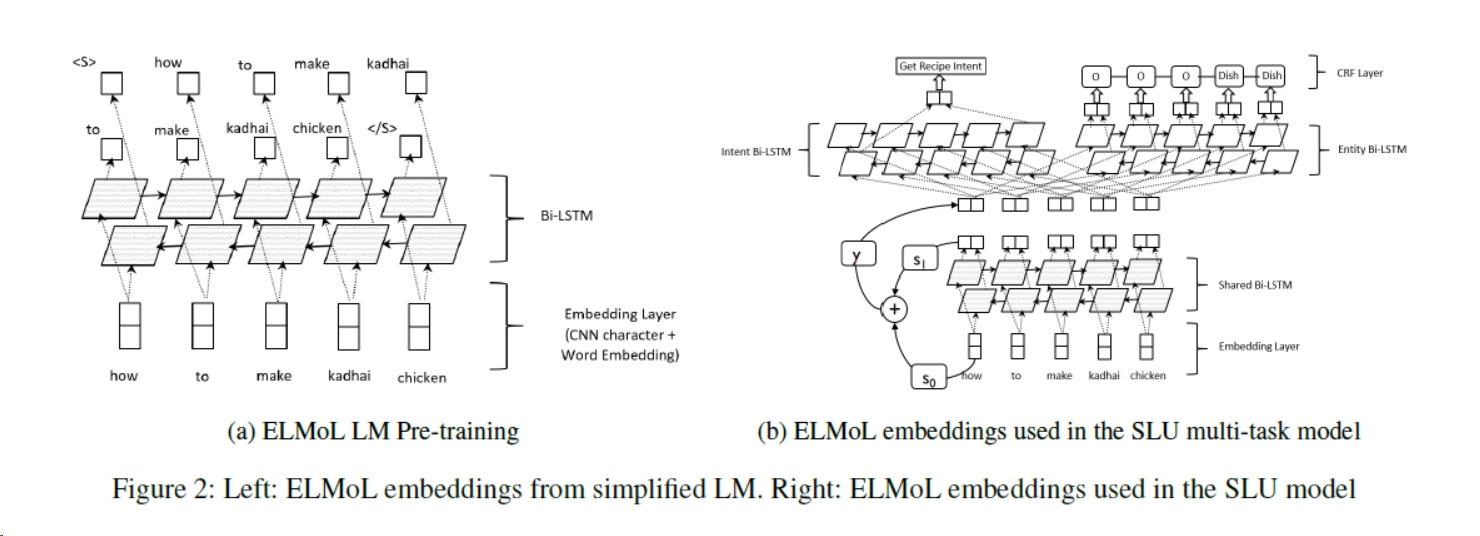 <S> how to make kadhai
to make kadhai chicken </S>
Bi-LSTM
Embedding Layer
(CNN character +
Word Embedding)
how to make kadhai chicken
(a) ELMoL LM Pre-training
Get Recipe Intent
O O O Dish Dish
CRF Layer
Intent Bi-LSTM
Entity Bi-LSTM
y
s1
+
Shared Bi-LSTM
Embedding Layer
s0
how to make kadhai chicken
(b) ELMoL embeddings used in the SLU multi-task model
Figure 2: Left: ELMoL embeddings from simplified LM. Right: ELMoL embeddings used in the SLU model